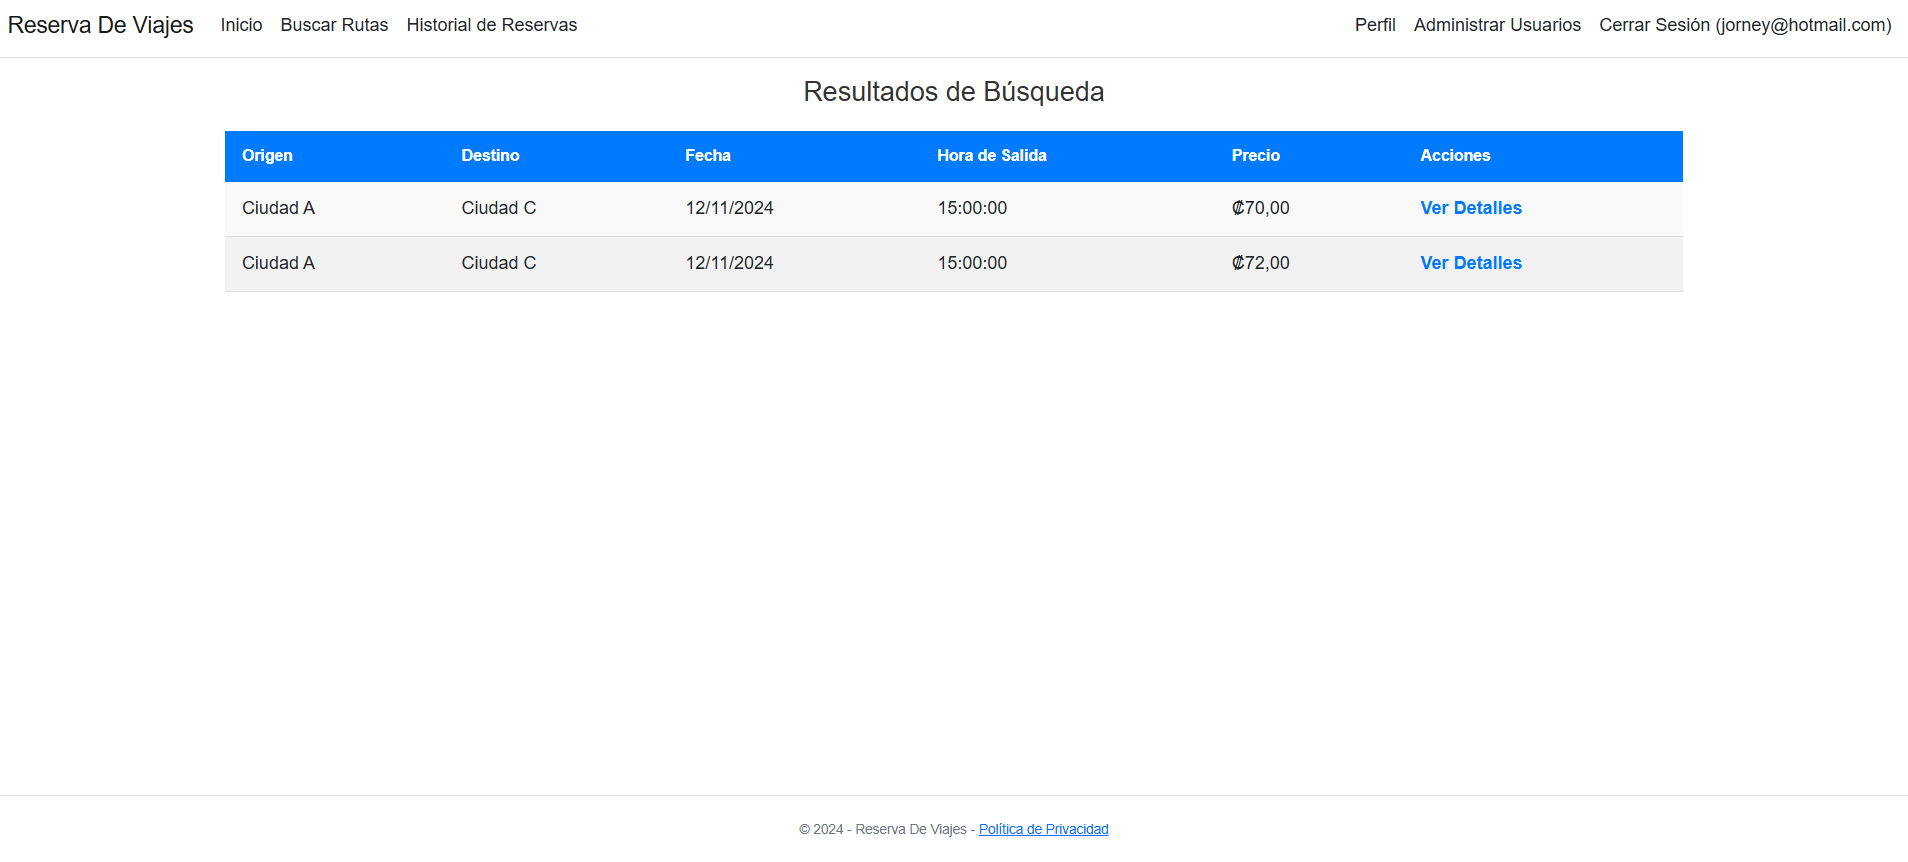 Reserva De Viajes Inicio Buscar Rutas Historial de Reservas Perfil Administrar Usuarios Cerrar Sesión (jorney@hotmail.com)
Resultados de Búsqueda
Origen Destino Fecha Hora de Salida Precio Acciones
Ciudad A Ciudad C 12/11/2024 15:00:00 ₡70,00 Ver Detalles
Ciudad A Ciudad C 12/11/2024 15:00:00 ₡72,00 Ver Detalles
© 2024 - Reserva De Viajes - Política de Privacidad